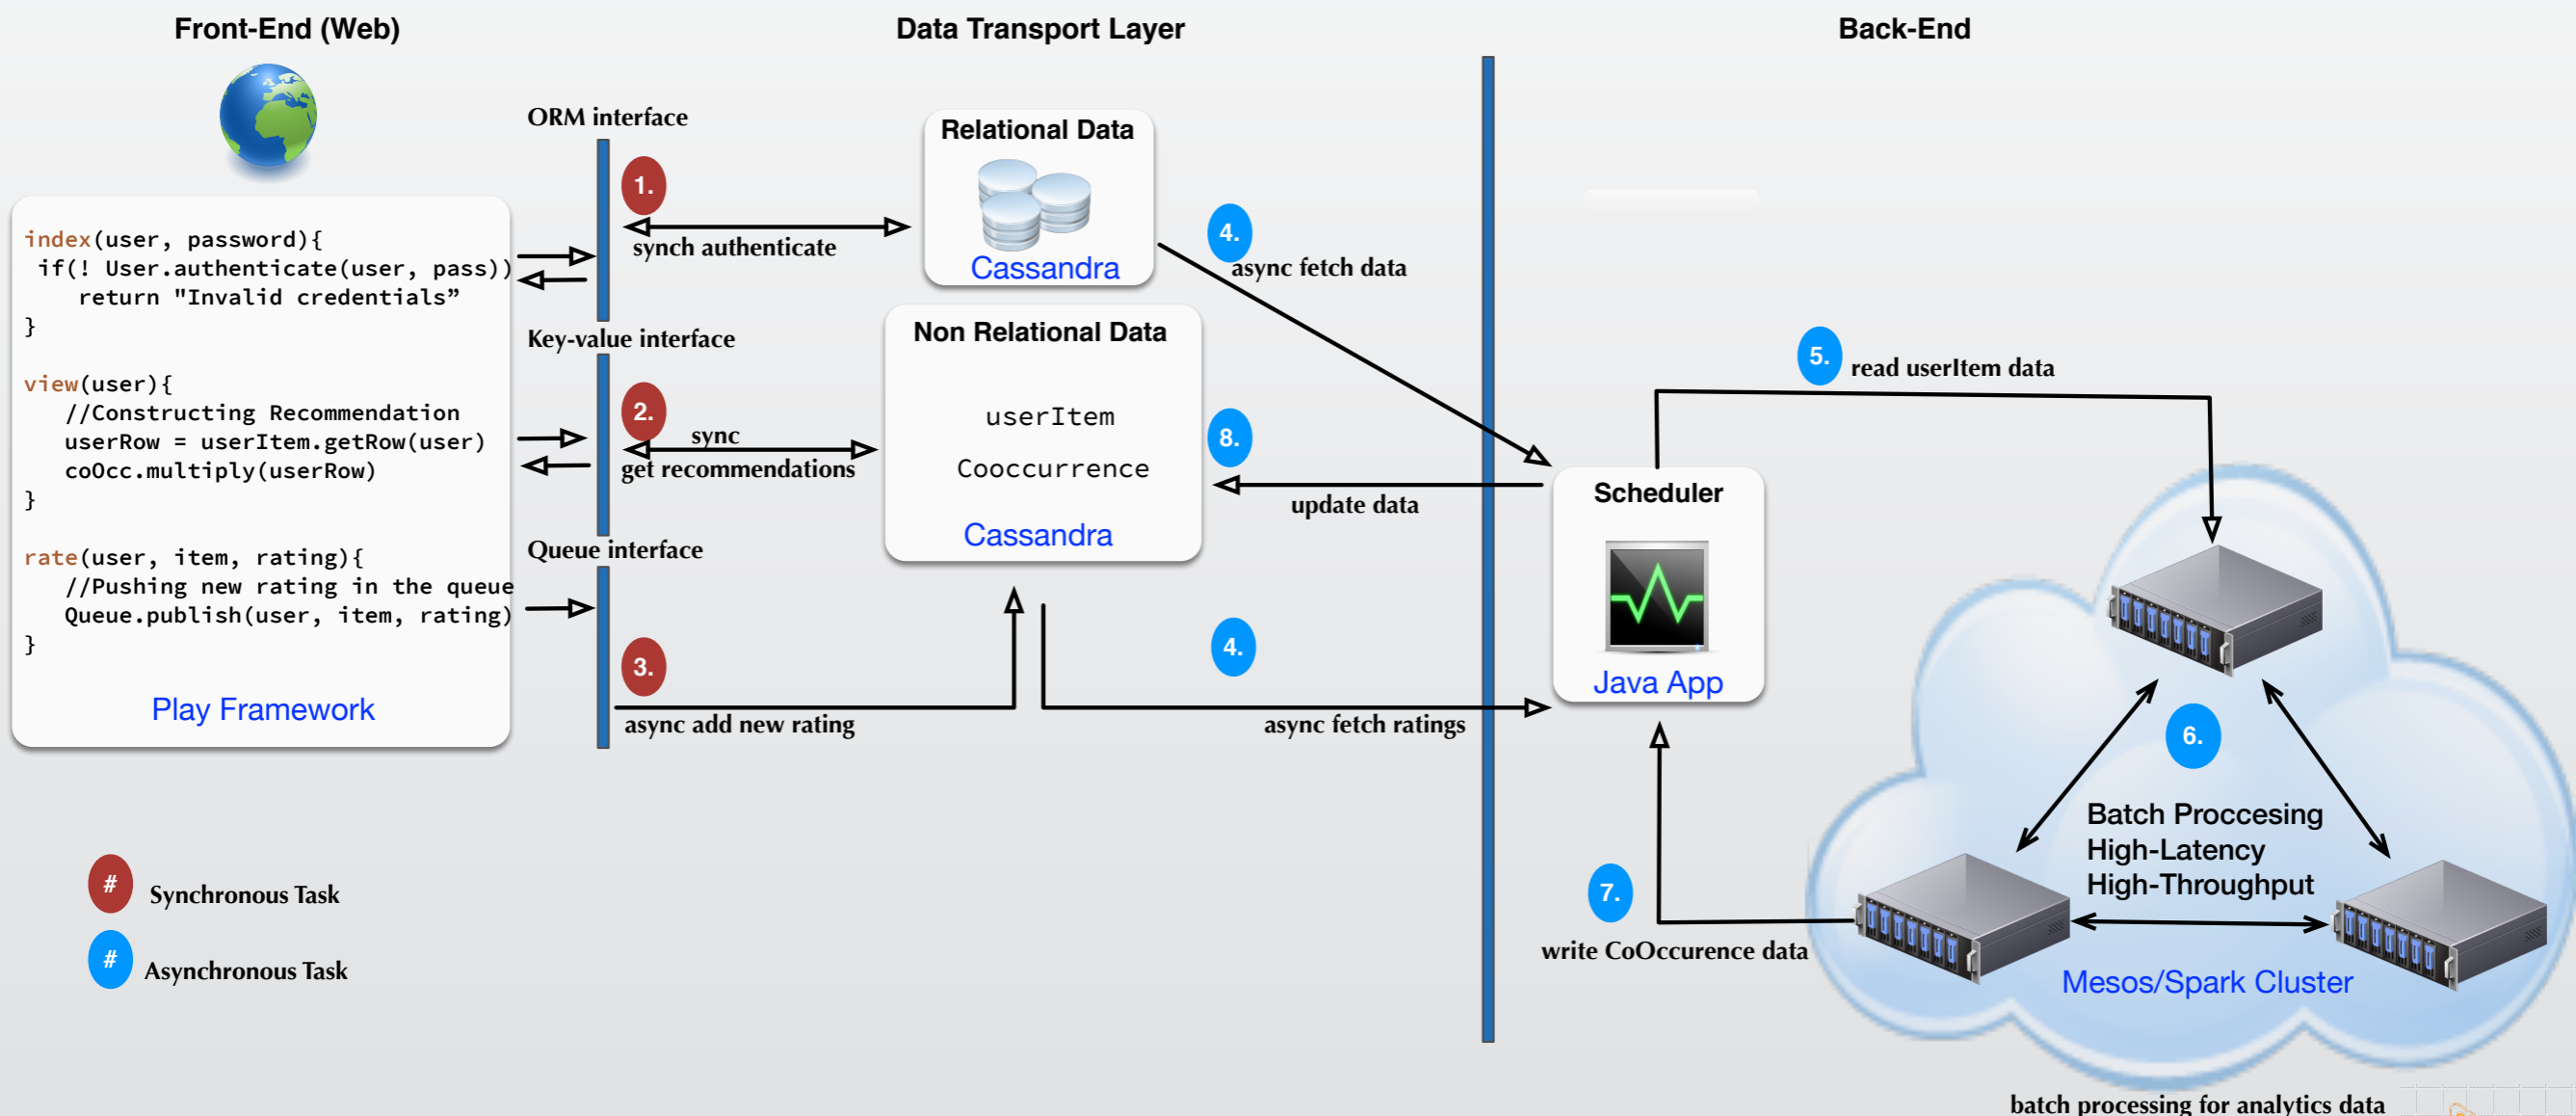 Front-End (Web)
Data Transport Layer
Back-End
index(user, password){
if(! User.authenticate(user, pass))
return "Invalid credentials”
}
view(user){
//Constructing Recommendation
userRow = userItem.getRow(user)
coOcc.multiply(userRow)
}
rate(user, item, rating){
//Pushing new rating in the queue
Queue.publish(user, item, rating)
}
Play Framework
ORM interface
1.
synch authenticate
Key-value interface
2.
sync
get recommendations
Queue interface
3.
async add new rating
Relational Data
Cassandra
Non Relational Data
userItem
Cooccurrence
Cassandra
4.
async fetch data
8.
update data
4.
async fetch ratings
Scheduler
Java App
5.
read userItem data
6.
Batch Proccesing
High-Latency
High-Throughput
7.
write CoOccurence data
Mesos/Spark Cluster
batch processing for analytics data
#
Synchronous Task
#
Asynchronous Task